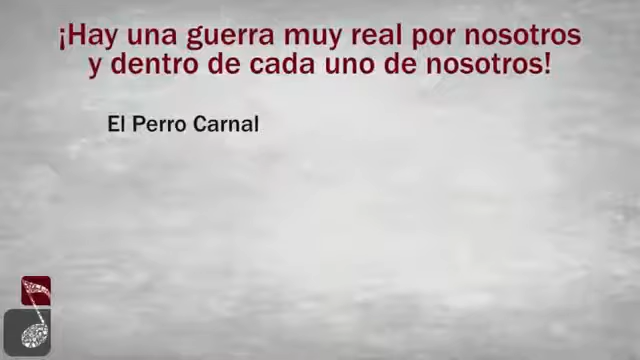 ¡Hay una guerra muy real por nosotros
y dentro de cada uno de nosotros!
El Perro Carnal